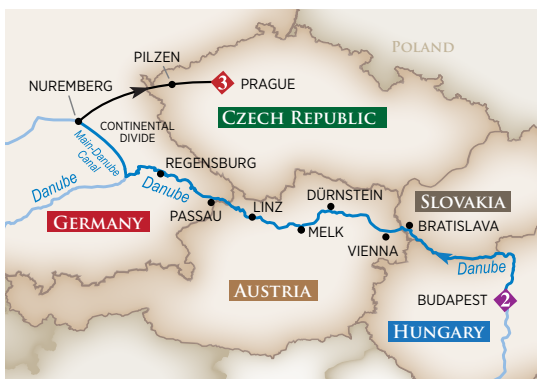 POLAND
PILZEN
3
PRAGUE
NUREMBERG
CZECH REPUBLIC
CONTINENTAL
DIVIDE
Main-Danube
Canal
REGENSBURG
Danube
Danube
DÜRNSTEIN
SLOVAKIA
LINZ
GERMANY
PASSAU
BRATISLAVA
MELK
VIENNA
Danube
AUSTRIA
BUDAPEST
2
HUNGARY